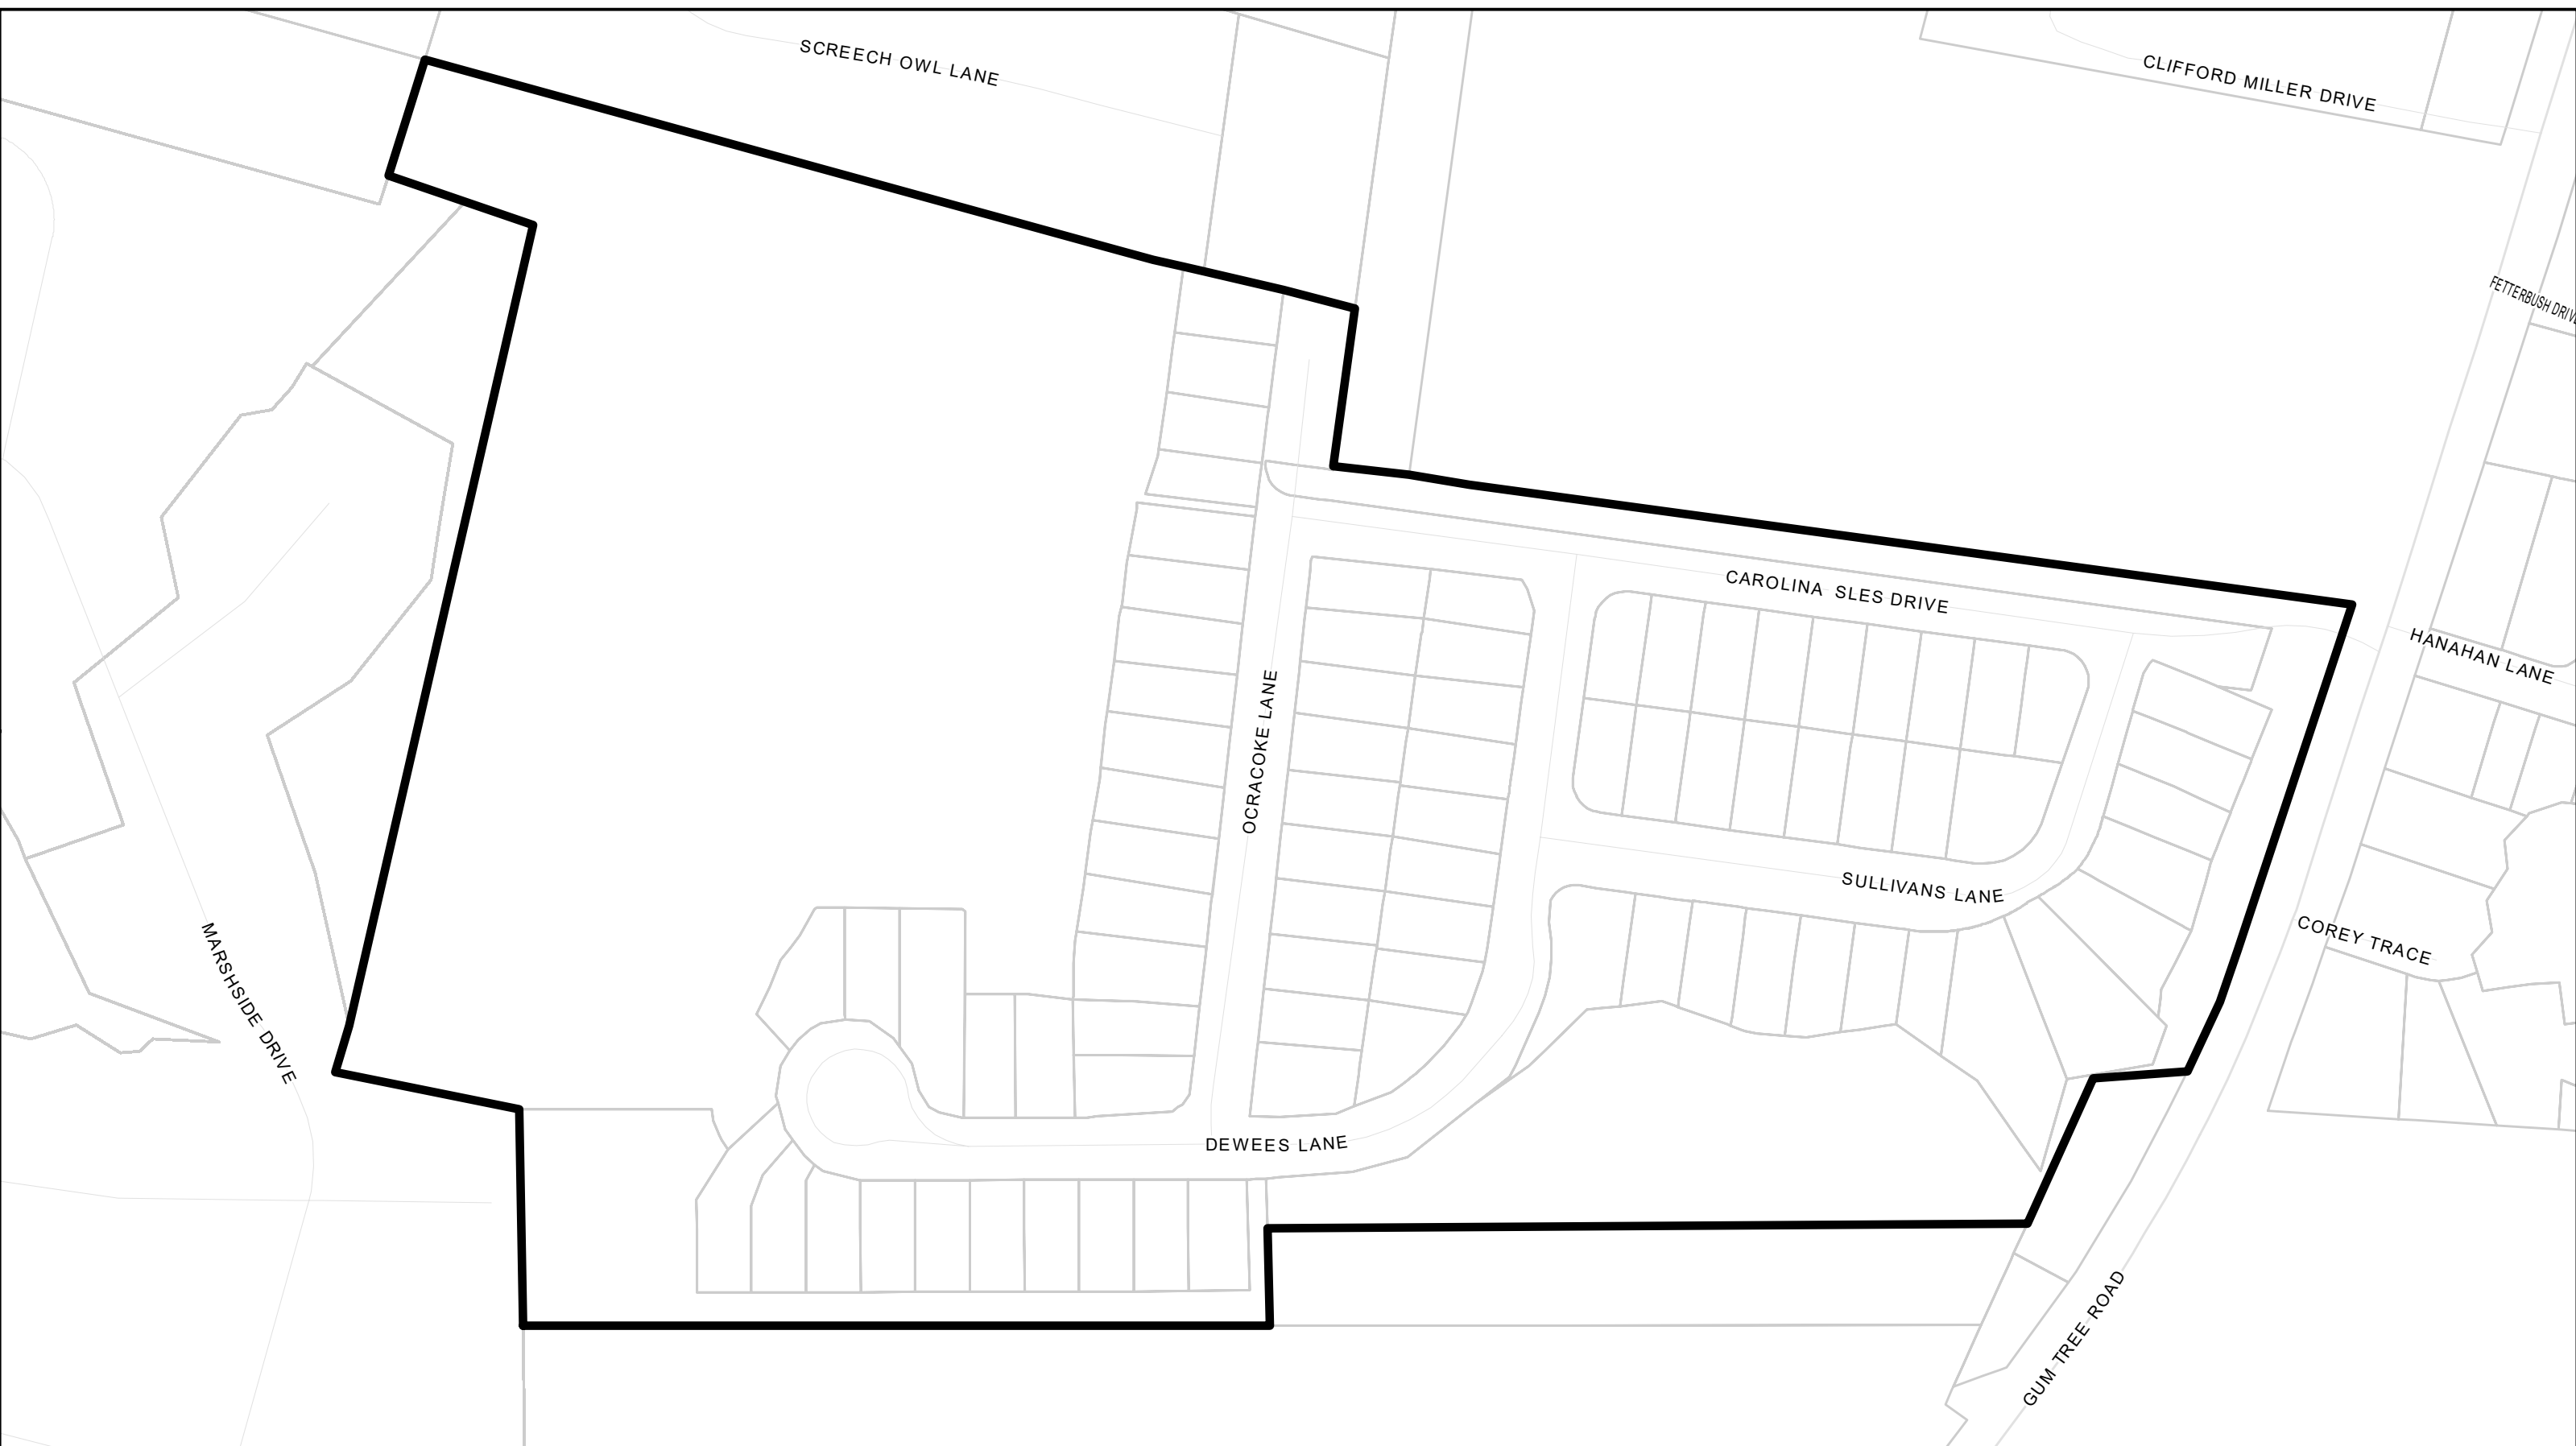 SCREECH OWL LANE
CLIFFORD MILLER DRIVE
FETTERBUSH DRIVE
CAROLINA SLES DRIVE
HANAHAN LANE
OCRACOKE LANE
SULLIVANS LANE
COREY TRACE
MARSHSIDE DRIVE
DEWEES LANE
GUM TREE ROAD